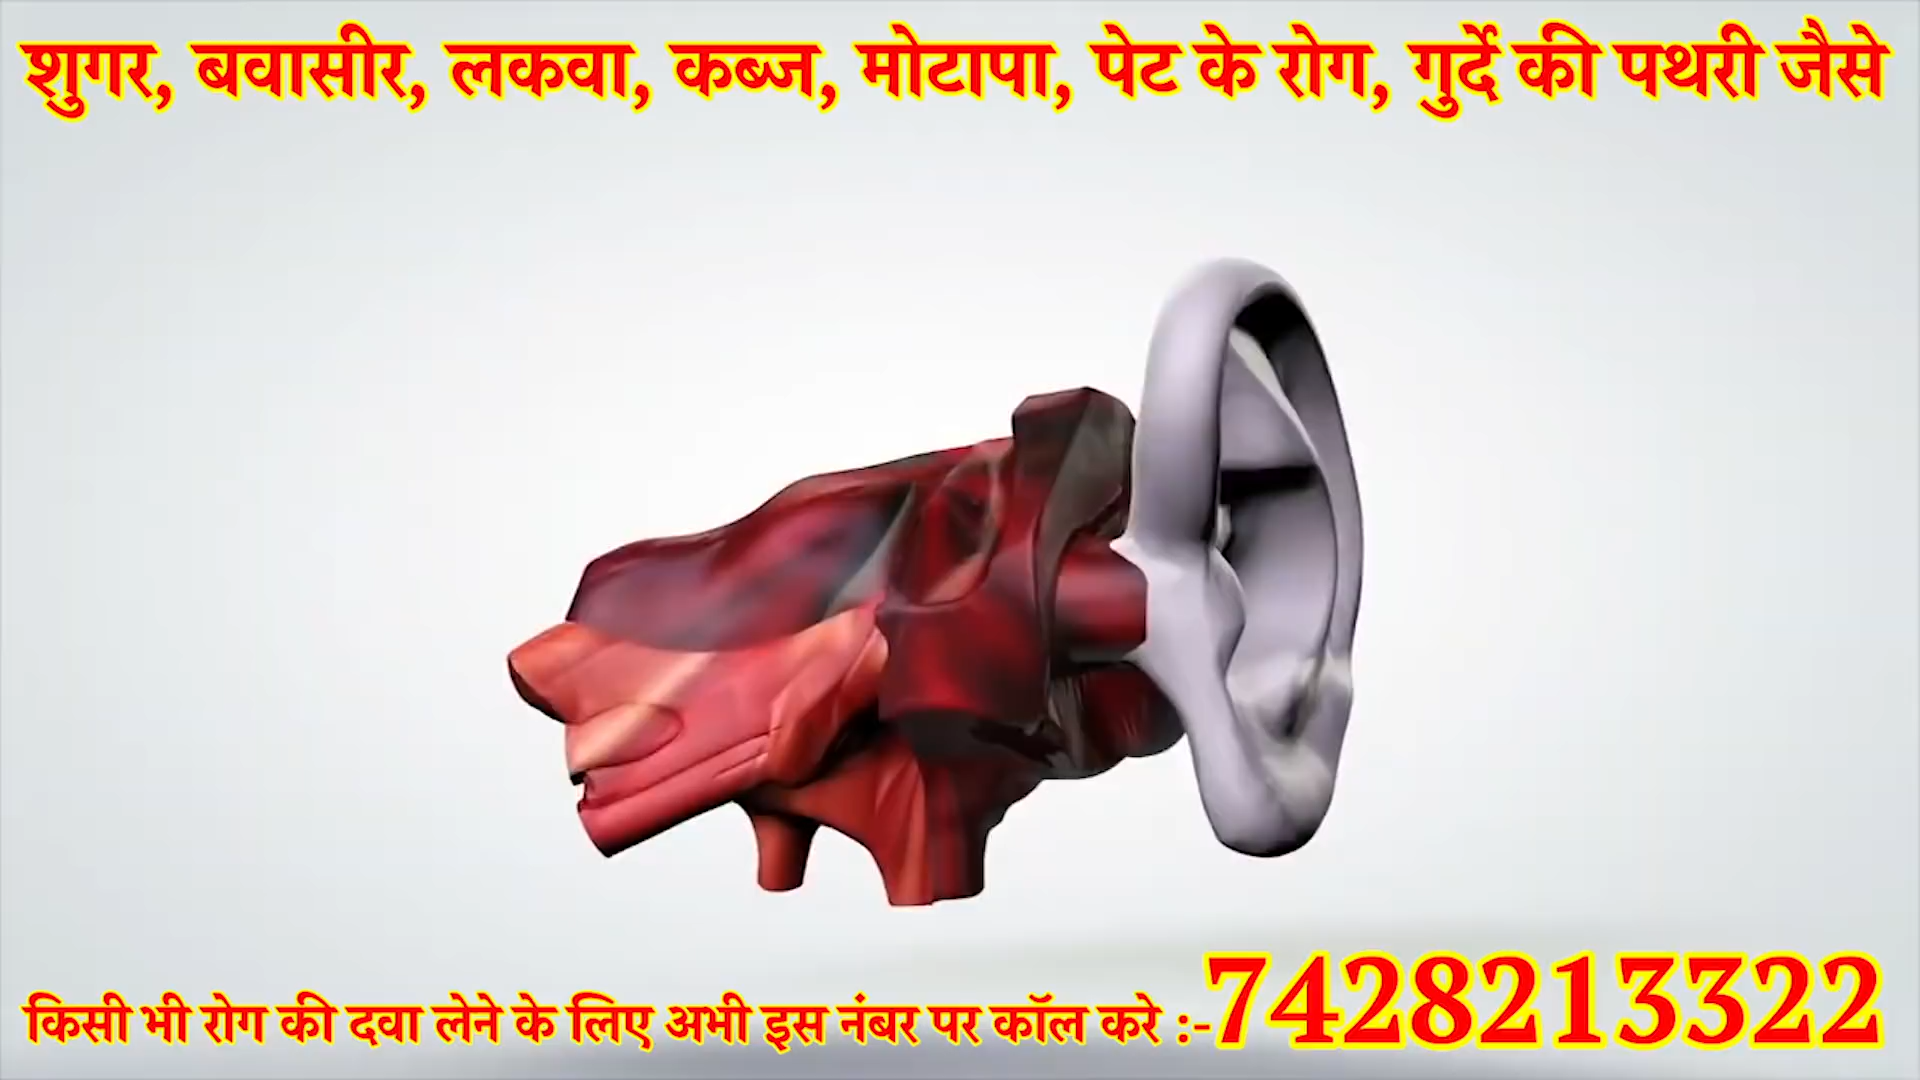 शुगर, बवासीर, लकवा, कब्ज, मोटापा, पेट के रोग, गुर्दे की पथरी जैसे
किसी भी रोग की दवा लेने के लिए अभी इस नंबर पर कॉल करे :-7428213322